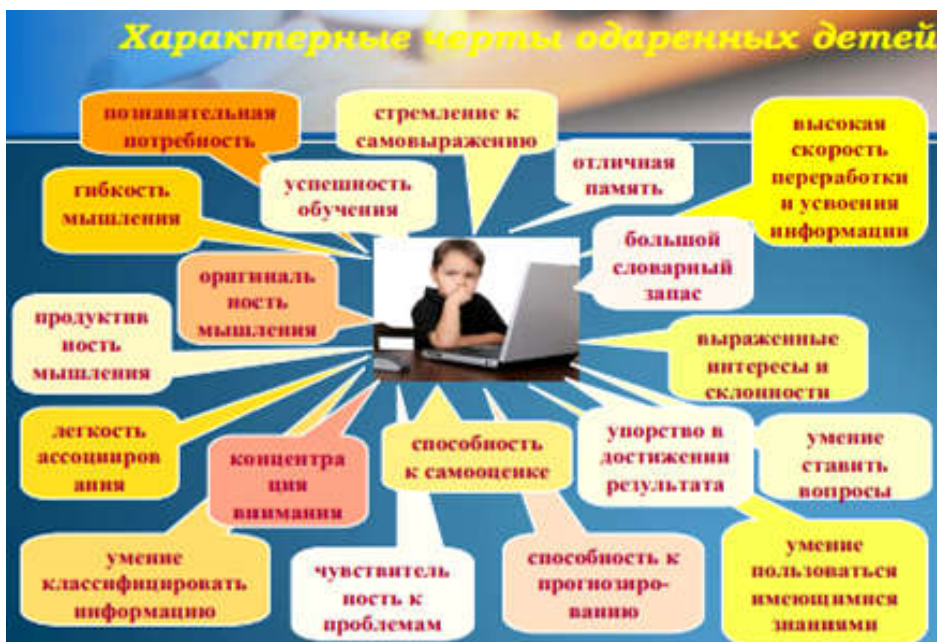 Характерные черты одаренных детей
познавательная
потребность
стремление к
самовыражению
высокая
скорость
переработки
и усвоения
информации
отличная
память
гибкость
мышления
успешность
обучения
большой
словарный
запас
оригиналь
ность
мышления
продуктив
ность
мышления
выраженные
интересы и
склонности
легкость
ассоцииров
ания
концентра
ция
внимания
способность
к самооценке
упорство в
достижении
результата
умение
ставить
вопросы
умение
классифицировать
информацию
чувствитель
ность к
проблемам
способность к
прогнозиро-
ванию
умение
пользоваться
имеющимися
знаниями